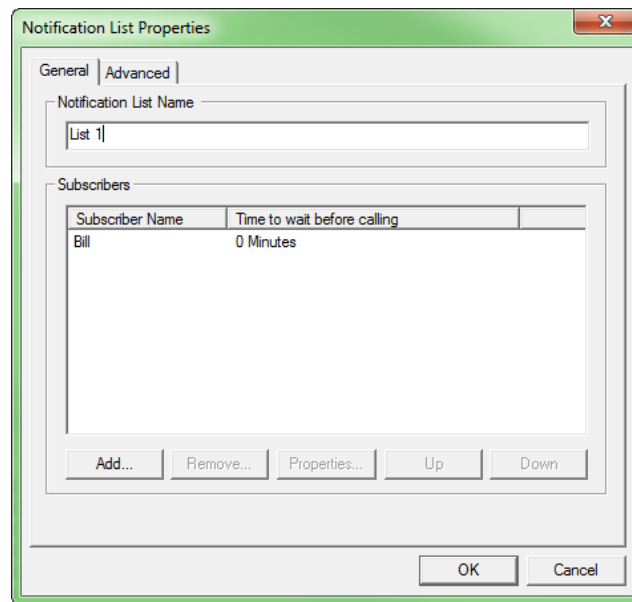 Notification List Properties
General Advanced
Notification List Name
List 1
Subscribers
Subscriber Name Time to wait before calling
Bill 0 Minutes
Add... Remove... Properties... Up Down
OK Cancel